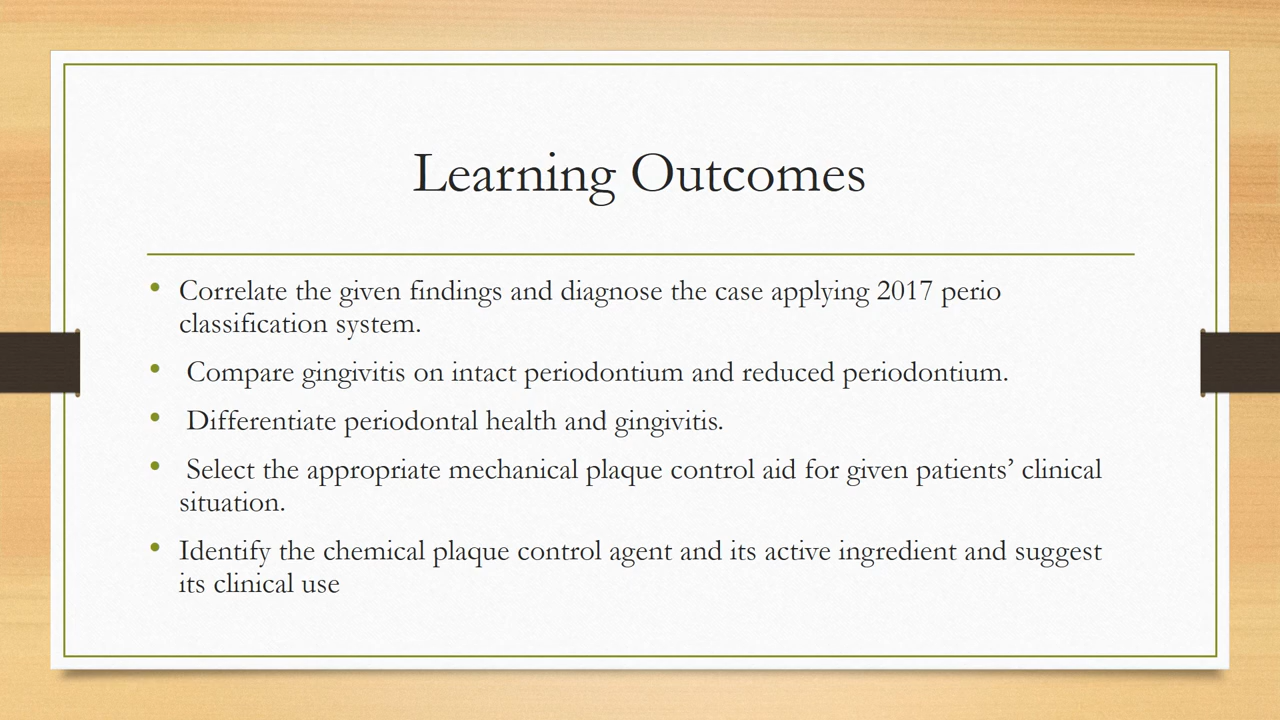 Learning Outcomes
• Correlate the given findings and diagnose the case applying 2017 perio
classification system.
• Compare gingivitis on intact periodontium and reduced periodontium.
• Differentiate periodontal health and gingivitis.
• Select the appropriate mechanical plaque control aid for given patients’ clinical
situation.
• Identify the chemical plaque control agent and its active ingredient and suggest
its clinical use